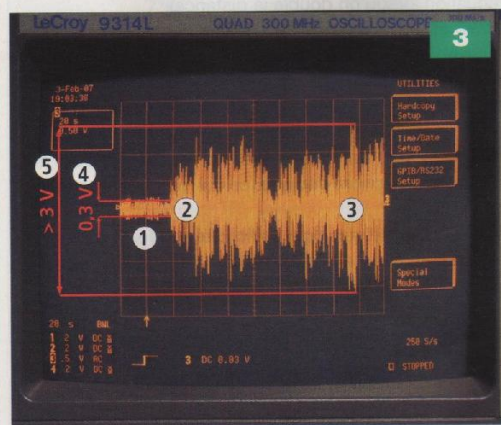 LeCroy 9314L QUAD 300 MHz OSCILLOSCOPE
3
3-Feb-07
19:03:38
20 s
0.50 V
UTILITIES
Hardcopy
Setup
Time/Date
Setup
GPIB/RS232
Setup
Special
Modes
5
> 3 V
4
0,3 V
1
2
3
20 s BWL
1 2 V DC
2 2 V DC
3 .5 V AC
4 2 V DC
3 DC 0.03 V
250 S/s
STOPPED